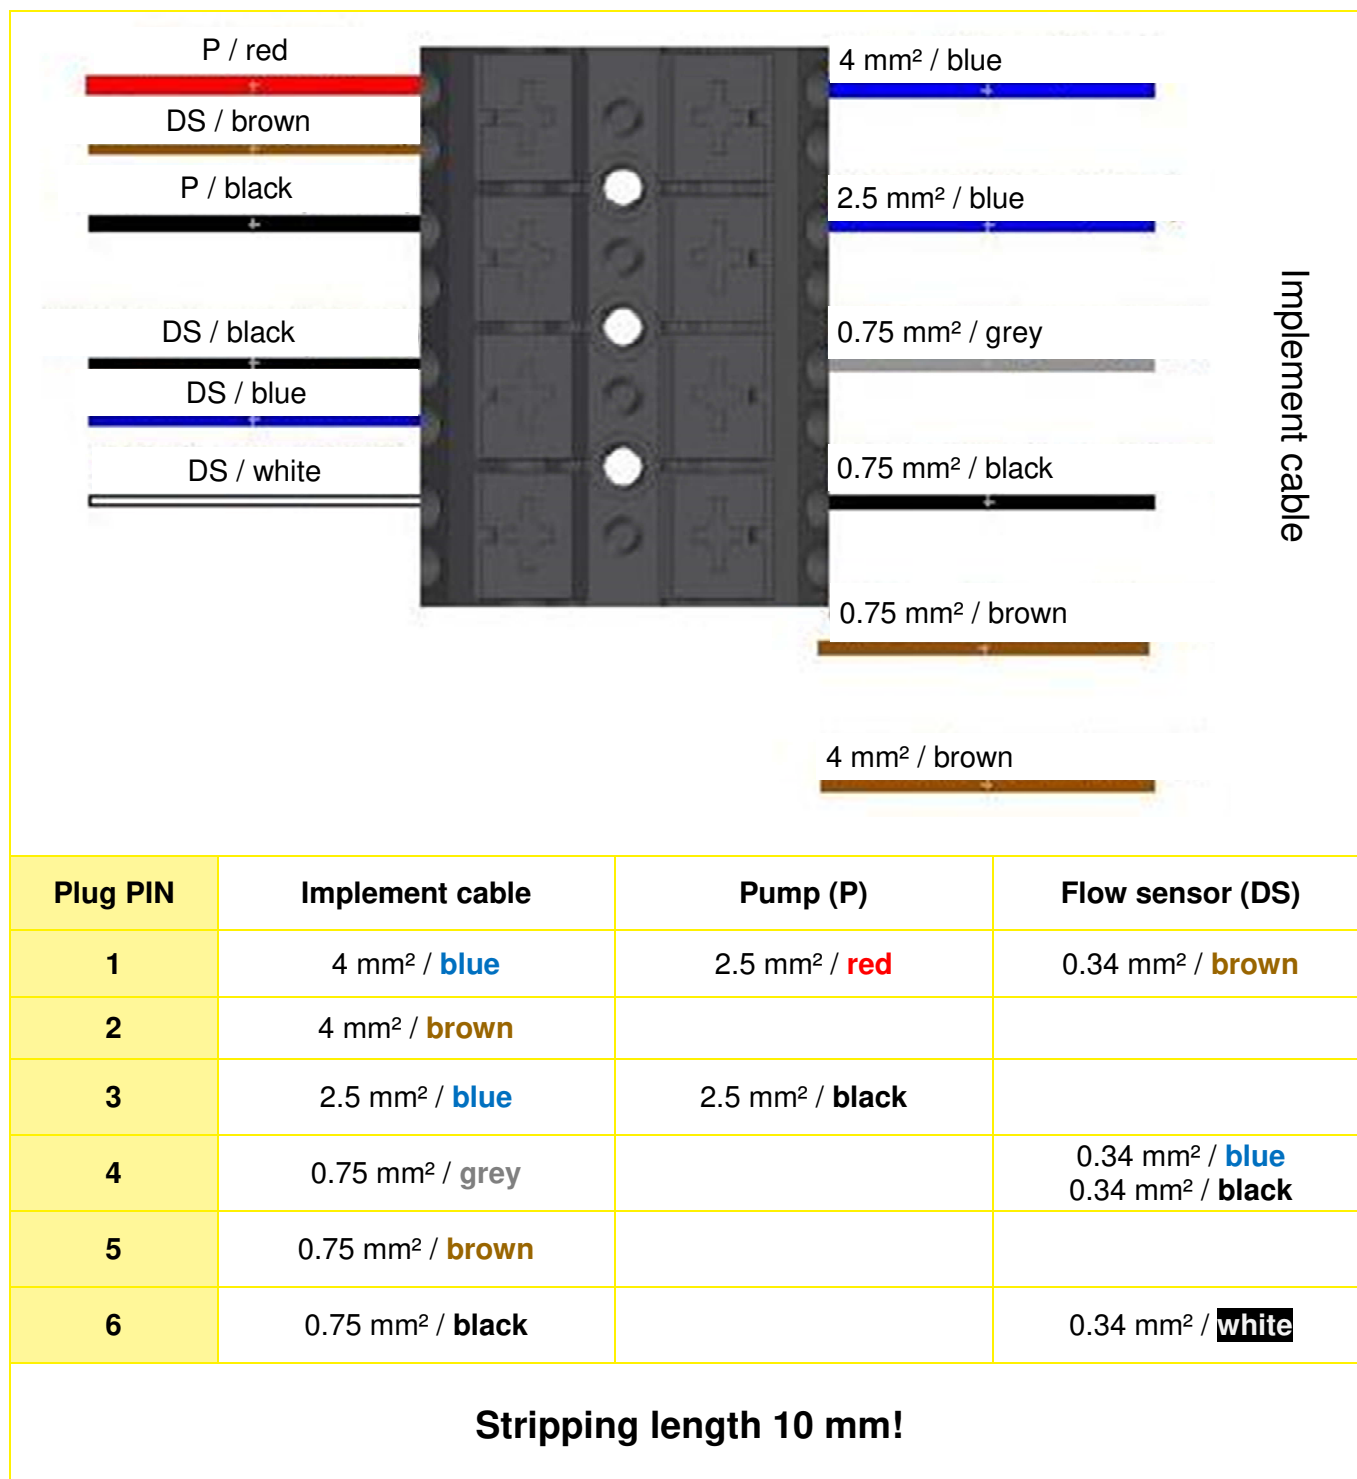 P / red
DS / brown
P / black
DS / black
DS / blue
DS / white
4 mm² / blue
2.5 mm² / blue
0.75 mm² / grey
0.75 mm² / black
0.75 mm² / brown
4 mm² / brown
Implement cable
Plug PIN Implement cable Pump (P) Flow sensor (DS)
1 4 mm² / blue 2.5 mm² / red 0.34 mm² / brown
2 4 mm² / brown
3 2.5 mm² / blue 2.5 mm² / black
4 0.75 mm² / grey 0.34 mm² / blue
0.34 mm² / black
5 0.75 mm² / brown
6 0.75 mm² / black 0.34 mm² / white
Stripping length 10 mm!